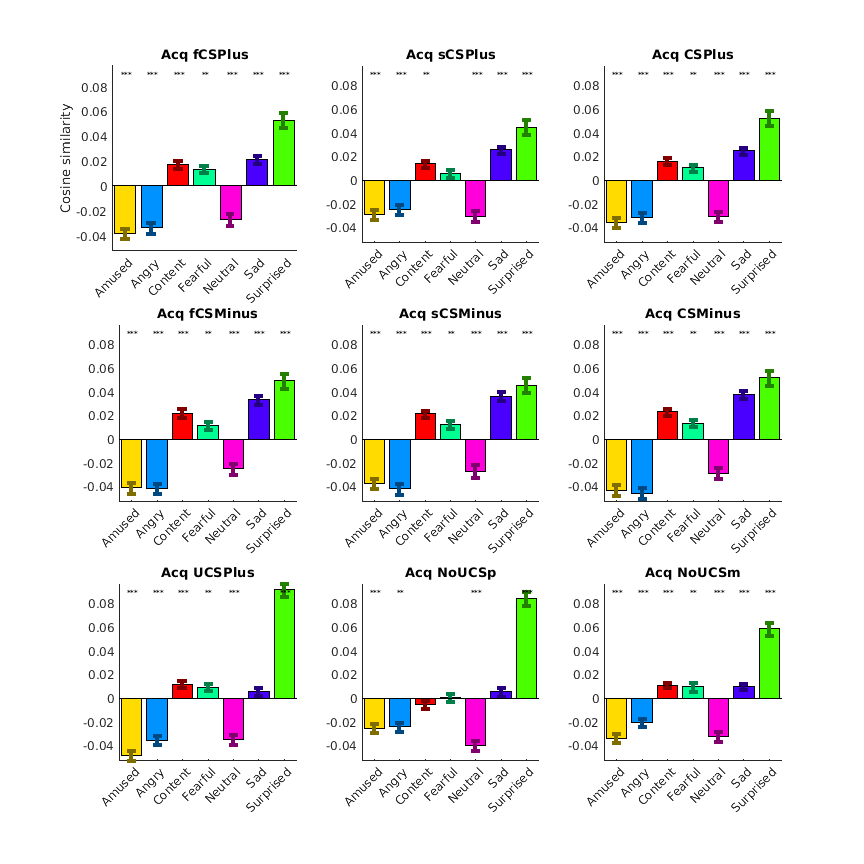 Acq fCSPlus
Acq sCSPlus
Acq CSPlus
*** *** *** ** *** *** ***
*** *** ** *** *** ***
*** *** *** ** *** *** ***
Cosine similarity
0.08
0.06
0.04
0.02
0
-0.02
-0.04
Amused Angry Content Fearful Neutral Sad Surprised
0.08
0.06
0.04
0.02
0
-0.02
-0.04
Amused Angry Content Fearful Neutral Sad Surprised
0.08
0.06
0.04
0.02
0
-0.02
-0.04
Amused Angry Content Fearful Neutral Sad Surprised
Acq fCSMinus
Acq sCSMinus
Acq CSMinus
*** *** *** ** *** *** ***
*** *** *** ** *** *** ***
*** *** *** ** *** *** ***
0.08
0.06
0.04
0.02
0
-0.02
-0.04
Amused Angry Content Fearful Neutral Sad Surprised
0.08
0.06
0.04
0.02
0
-0.02
-0.04
Amused Angry Content Fearful Neutral Sad Surprised
0.08
0.06
0.04
0.02
0
-0.02
-0.04
Amused Angry Content Fearful Neutral Sad Surprised
Acq UCSPlus
Acq NoUCSp
Acq NoUCSm
*** *** *** ** *** ***
*** ** *** ***
*** *** *** ** *** *** ***
0.08
0.06
0.04
0.02
0
-0.02
-0.04
Amused Angry Content Fearful Neutral Sad Surprised
0.08
0.06
0.04
0.02
0
-0.02
-0.04
Amused Angry Content Fearful Neutral Sad Surprised
0.08
0.06
0.04
0.02
0
-0.02
-0.04
Amused Angry Content Fearful Neutral Sad Surprised